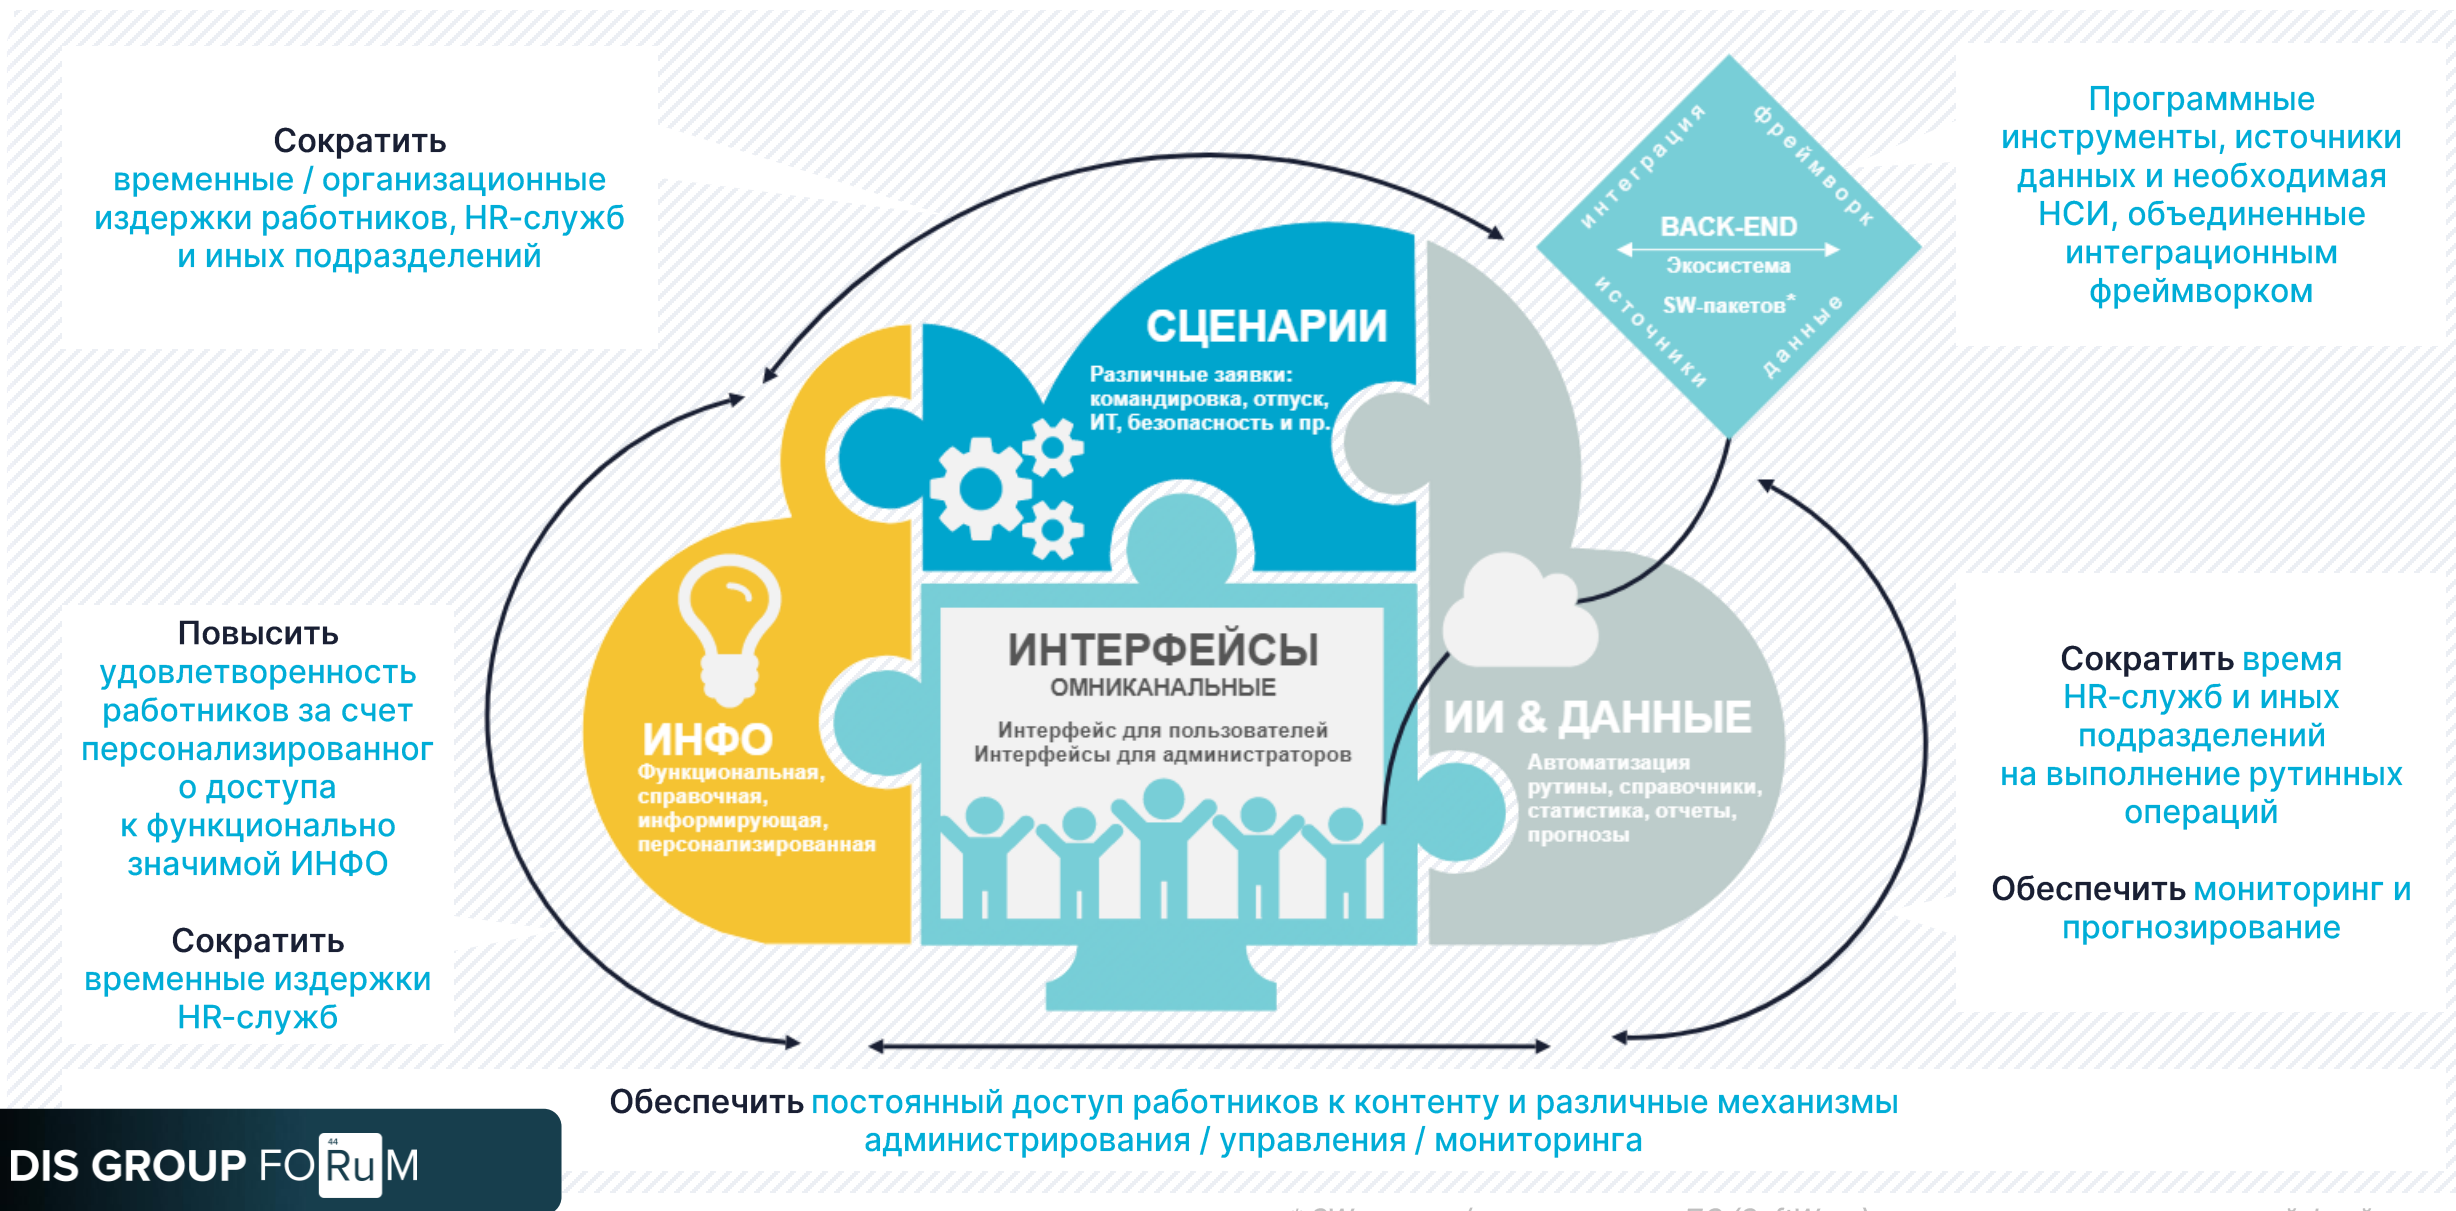 Сократить
временные / организационные
издержки работников, HR-служб
и иных подразделений
интеграция
фреймворк
BACK-END
Экосистема
SW-пакетов*
источники
данные
Программные
инструменты, источники
данных и необходимая
НСИ, объединенные
интеграционным
фреймворком
СЦЕНАРИИ
Различные заявки:
командировка, отпуск,
ИТ, безопасность и пр.
Повысить
удовлетворенность
работников за счет
персонализированног
о доступа
к функционально
значимой ИНФО
Сократить
временные издержки
HR-служб
ИНФО
Функциональная,
справочная,
информирующая,
персонализированная
ИНТЕРФЕЙСЫ
ОМНИКАНАЛЬНЫЕ
Интерфейс для пользователей
Интерфейсы для администраторов
ИИ & ДАННЫЕ
Автоматизация
рутины, справочники,
статистика, отчеты,
прогнозы
Сократить время
HR-служб и иных
подразделений
на выполнение рутинных
операций
Обеспечить мониторинг и
прогнозирование
Обеспечить постоянный доступ работников к контенту и различные механизмы
администрирования / управления / мониторинга
DIS GROUP FORuM
44